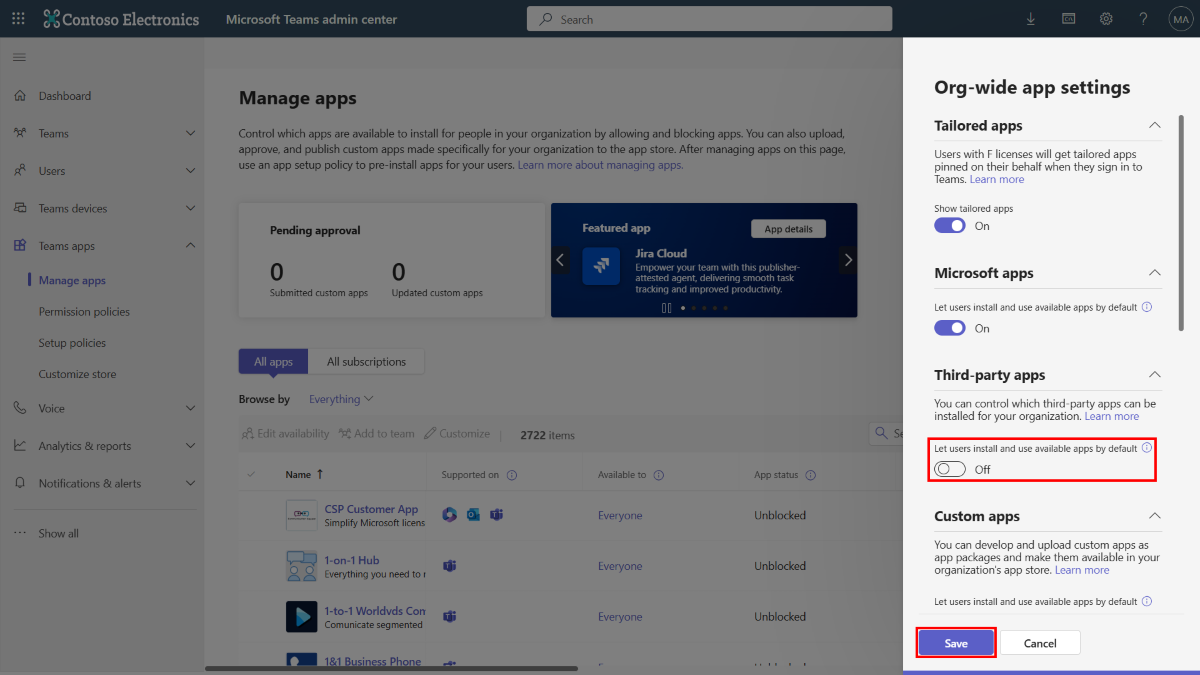 Contoso Electronics
Microsoft Teams admin center
Search
MA
Dashboard
Teams
Users
Teams devices
Teams apps
Manage apps
Permission policies
Setup policies
Customize store
Voice
Analytics & reports
Notifications & alerts
Show all
Manage apps
Control which apps are available to install for people in your organization by allowing and blocking apps. You can also upload,
approve, and publish custom apps made specifically for your organization to the app store. After managing apps on this page,
use an app setup policy to pre-install apps for your users. Learn more about managing apps.
Pending approval
0
Submitted custom apps
0
Updated custom apps
Featured app
App details
Jira Cloud
Empower your team with this publisher-
attested agent, delivering smooth task
tracking and improved productivity.
All apps
All subscriptions
Browse by
Everything
Edit availability
Add to team
Customize
2722 items
Name
Supported on
Available to
App status
CSP Customer App
Simplify Microsoft licens
Everyone
Unblocked
1-on-1 Hub
Everything you need to r
Everyone
Unblocked
1-to-1 Worldvds Com
Comunicate segmented
Everyone
Unblocked
1&1 Business Phone
Org-wide app settings
Tailored apps
Users with F licenses will get tailored apps
pinned on their behalf when they sign in to
Teams. Learn more
Show tailored apps
On
Microsoft apps
Let users install and use available apps by default
On
Third-party apps
You can control which third-party apps can be
installed for your organization. Learn more
Let users install and use available apps by default
Off
Custom apps
You can develop and upload custom apps as
app packages and make them available in your
organization's app store. Learn more
Let users install and use available apps by default
Save
Cancel